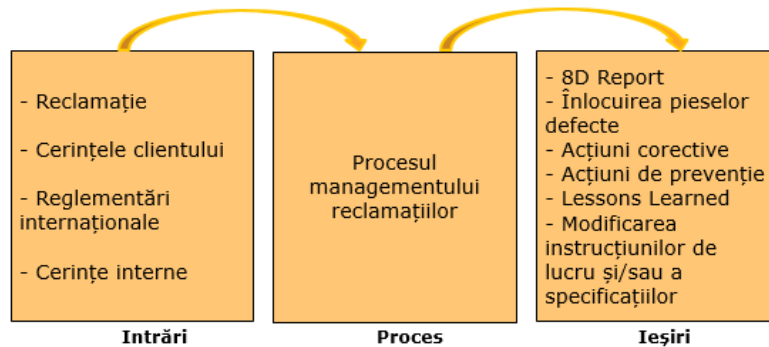 - Reclamație
- Cerințele clientului
- Reglementări
internaționale
- Cerințe interne
Intrări
Procesul
managementului
reclamațiilor
Proces
- 8D Report
- Înlocuirea pieselor
defecte
- Acțiuni corective
- Acțiuni de prevenție
- Lessons Learned
- Modificarea
instrucțiunilor de
lucru și/sau a
specificațiilor
Ieșiri